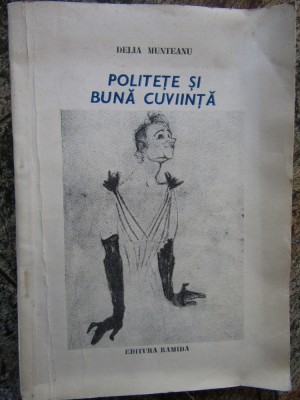 DELIA MUNTEANU
POLITEȚE ȘI
BUNĂ CUVIINȚĂ
EDITURA RAMIDA